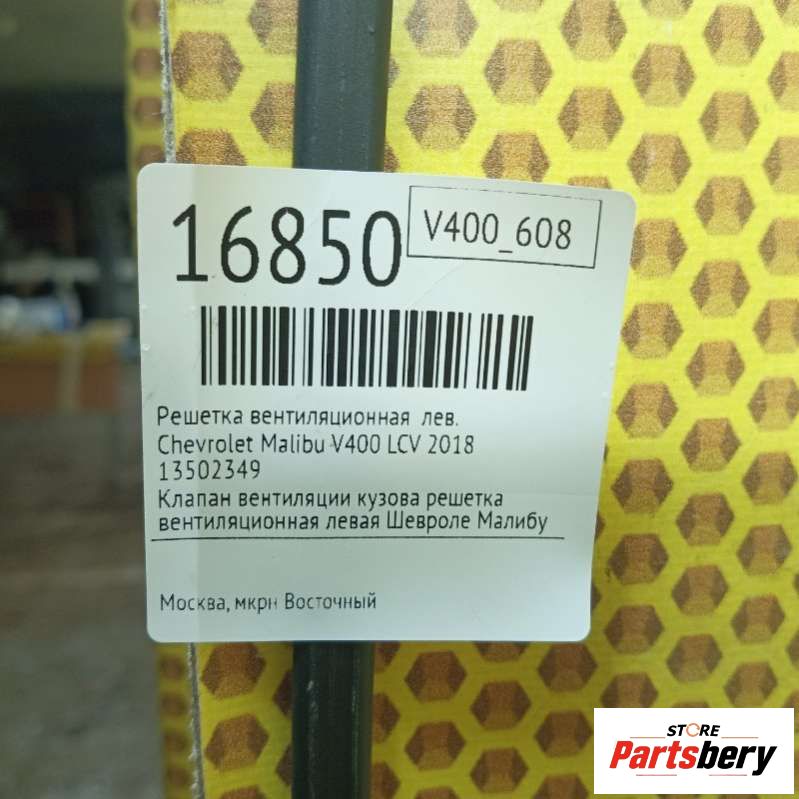 16850
V400_608
Решетка вентиляционная лев.
Chevrolet Malibu V400 LCV 2018
13502349
Клапан вентиляции кузова решетка
вентиляционная левая Шевроле Малибу
Москва, мкрн Восточный
STORE
Partsbery